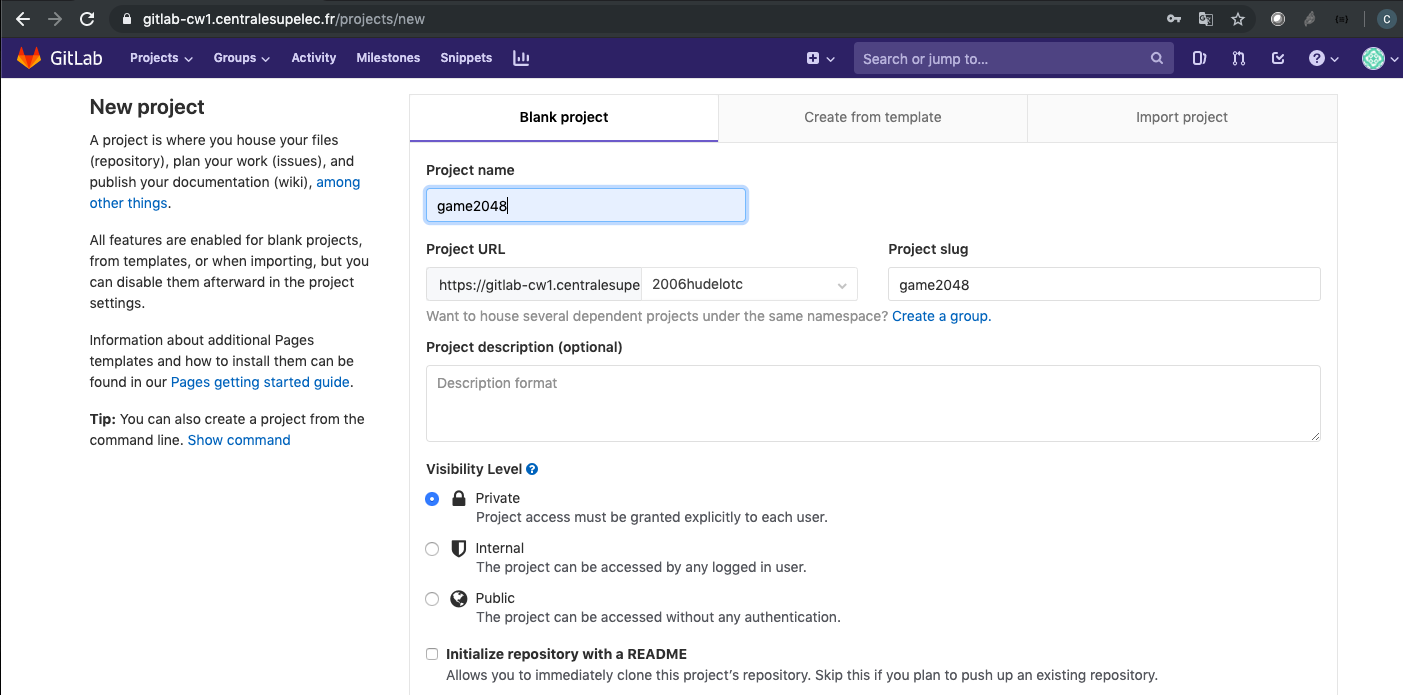 gitlab-cw1.centralesupelec.fr/projects/new
C
GitLab
Projects
Groups
Activity
Milestones
Snippets
Search or jump to...
New project
A project is where you house your files
(repository), plan your work (issues), and
publish your documentation (wiki), among
other things.
All features are enabled for blank projects,
from templates, or when importing, but you
can disable them afterward in the project
settings.
Information about additional Pages
templates and how to install them can be
found in our Pages getting started guide.
Tip: You can also create a project from the
command line. Show command
Blank project
Create from template
Import project
Project name
game2048
Project URL
Project slug
https://gitlab-cw1.centralesupe
2006hudelotc
game2048
Want to house several dependent projects under the same namespace? Create a group.
Project description (optional)
Description format
Visibility Level
Private
Project access must be granted explicitly to each user.
Internal
The project can be accessed by any logged in user.
Public
The project can be accessed without any authentication.
Initialize repository with a README
Allows you to immediately clone this project’s repository. Skip this if you plan to push up an existing repository.